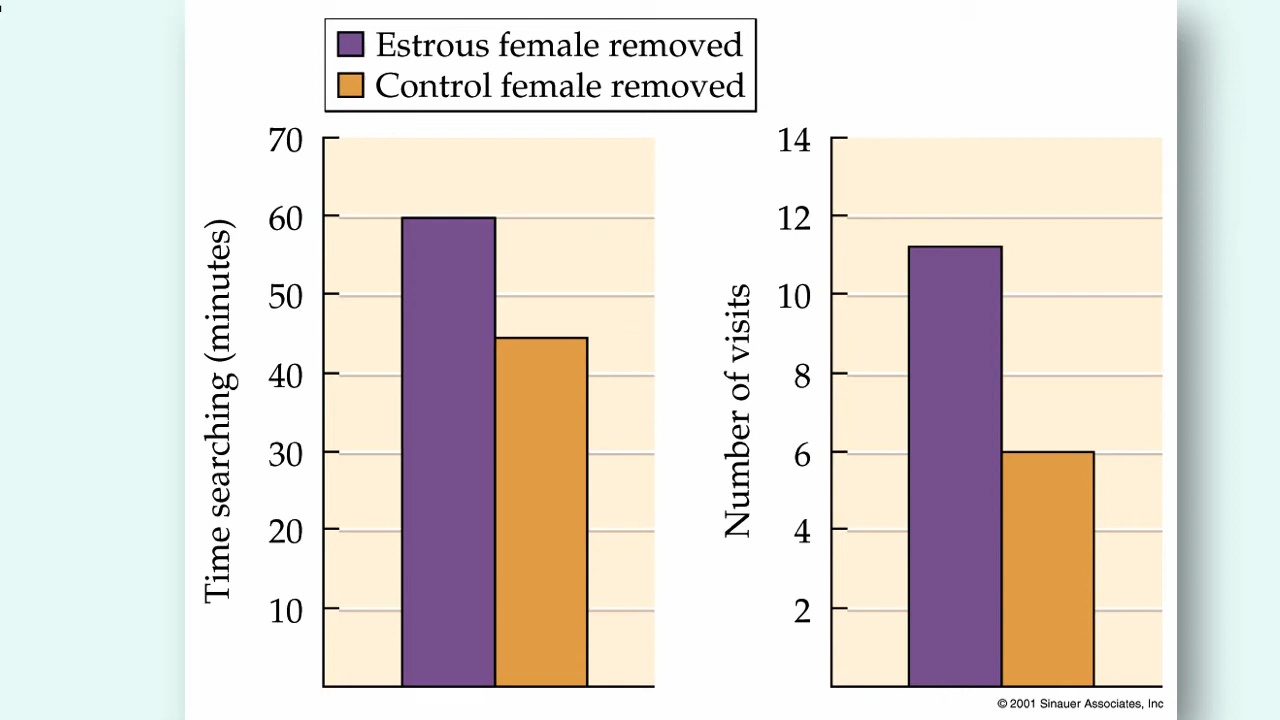 Estrous female removed
Control female removed
Time searching (minutes)
70
60
50
40
30
20
10
Number of visits
14
12
10
8
6
4
2
© 2001 Sinauer Associates, Inc